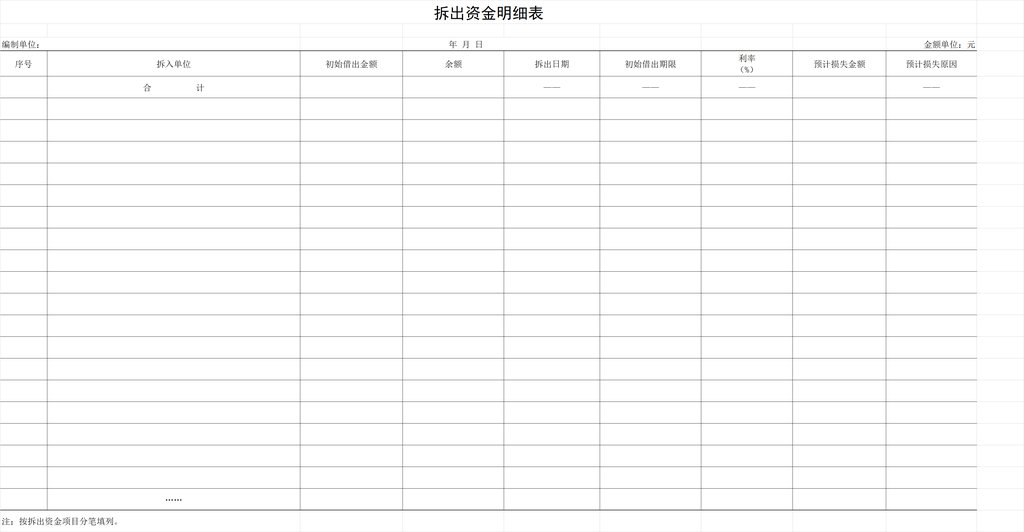 拆出资金明细表
编制单位： 年 月 日 金额单位：元
序号 拆入单位 初始借出金额 余额 拆出日期 初始借出期限 利率（%） 预计损失金额 预计损失原因
合 计 —— —— —— ——
……
注：按拆出资金项目分笔填列。